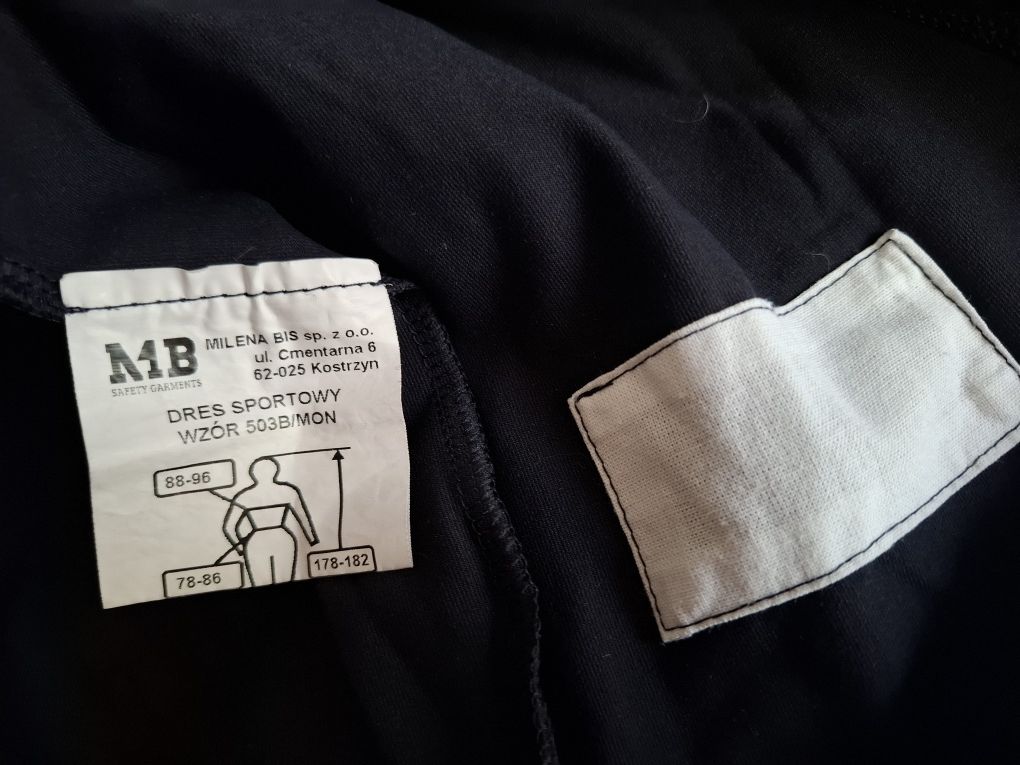 MB
SAFETY GARMENTS
MILENA BIS sp. z o.o.
ul. Cmentarna 6
62-025 Kostrzyn
DRES SPORTOWY
WZÓR 503B/MON
88-96
178-182
78-86